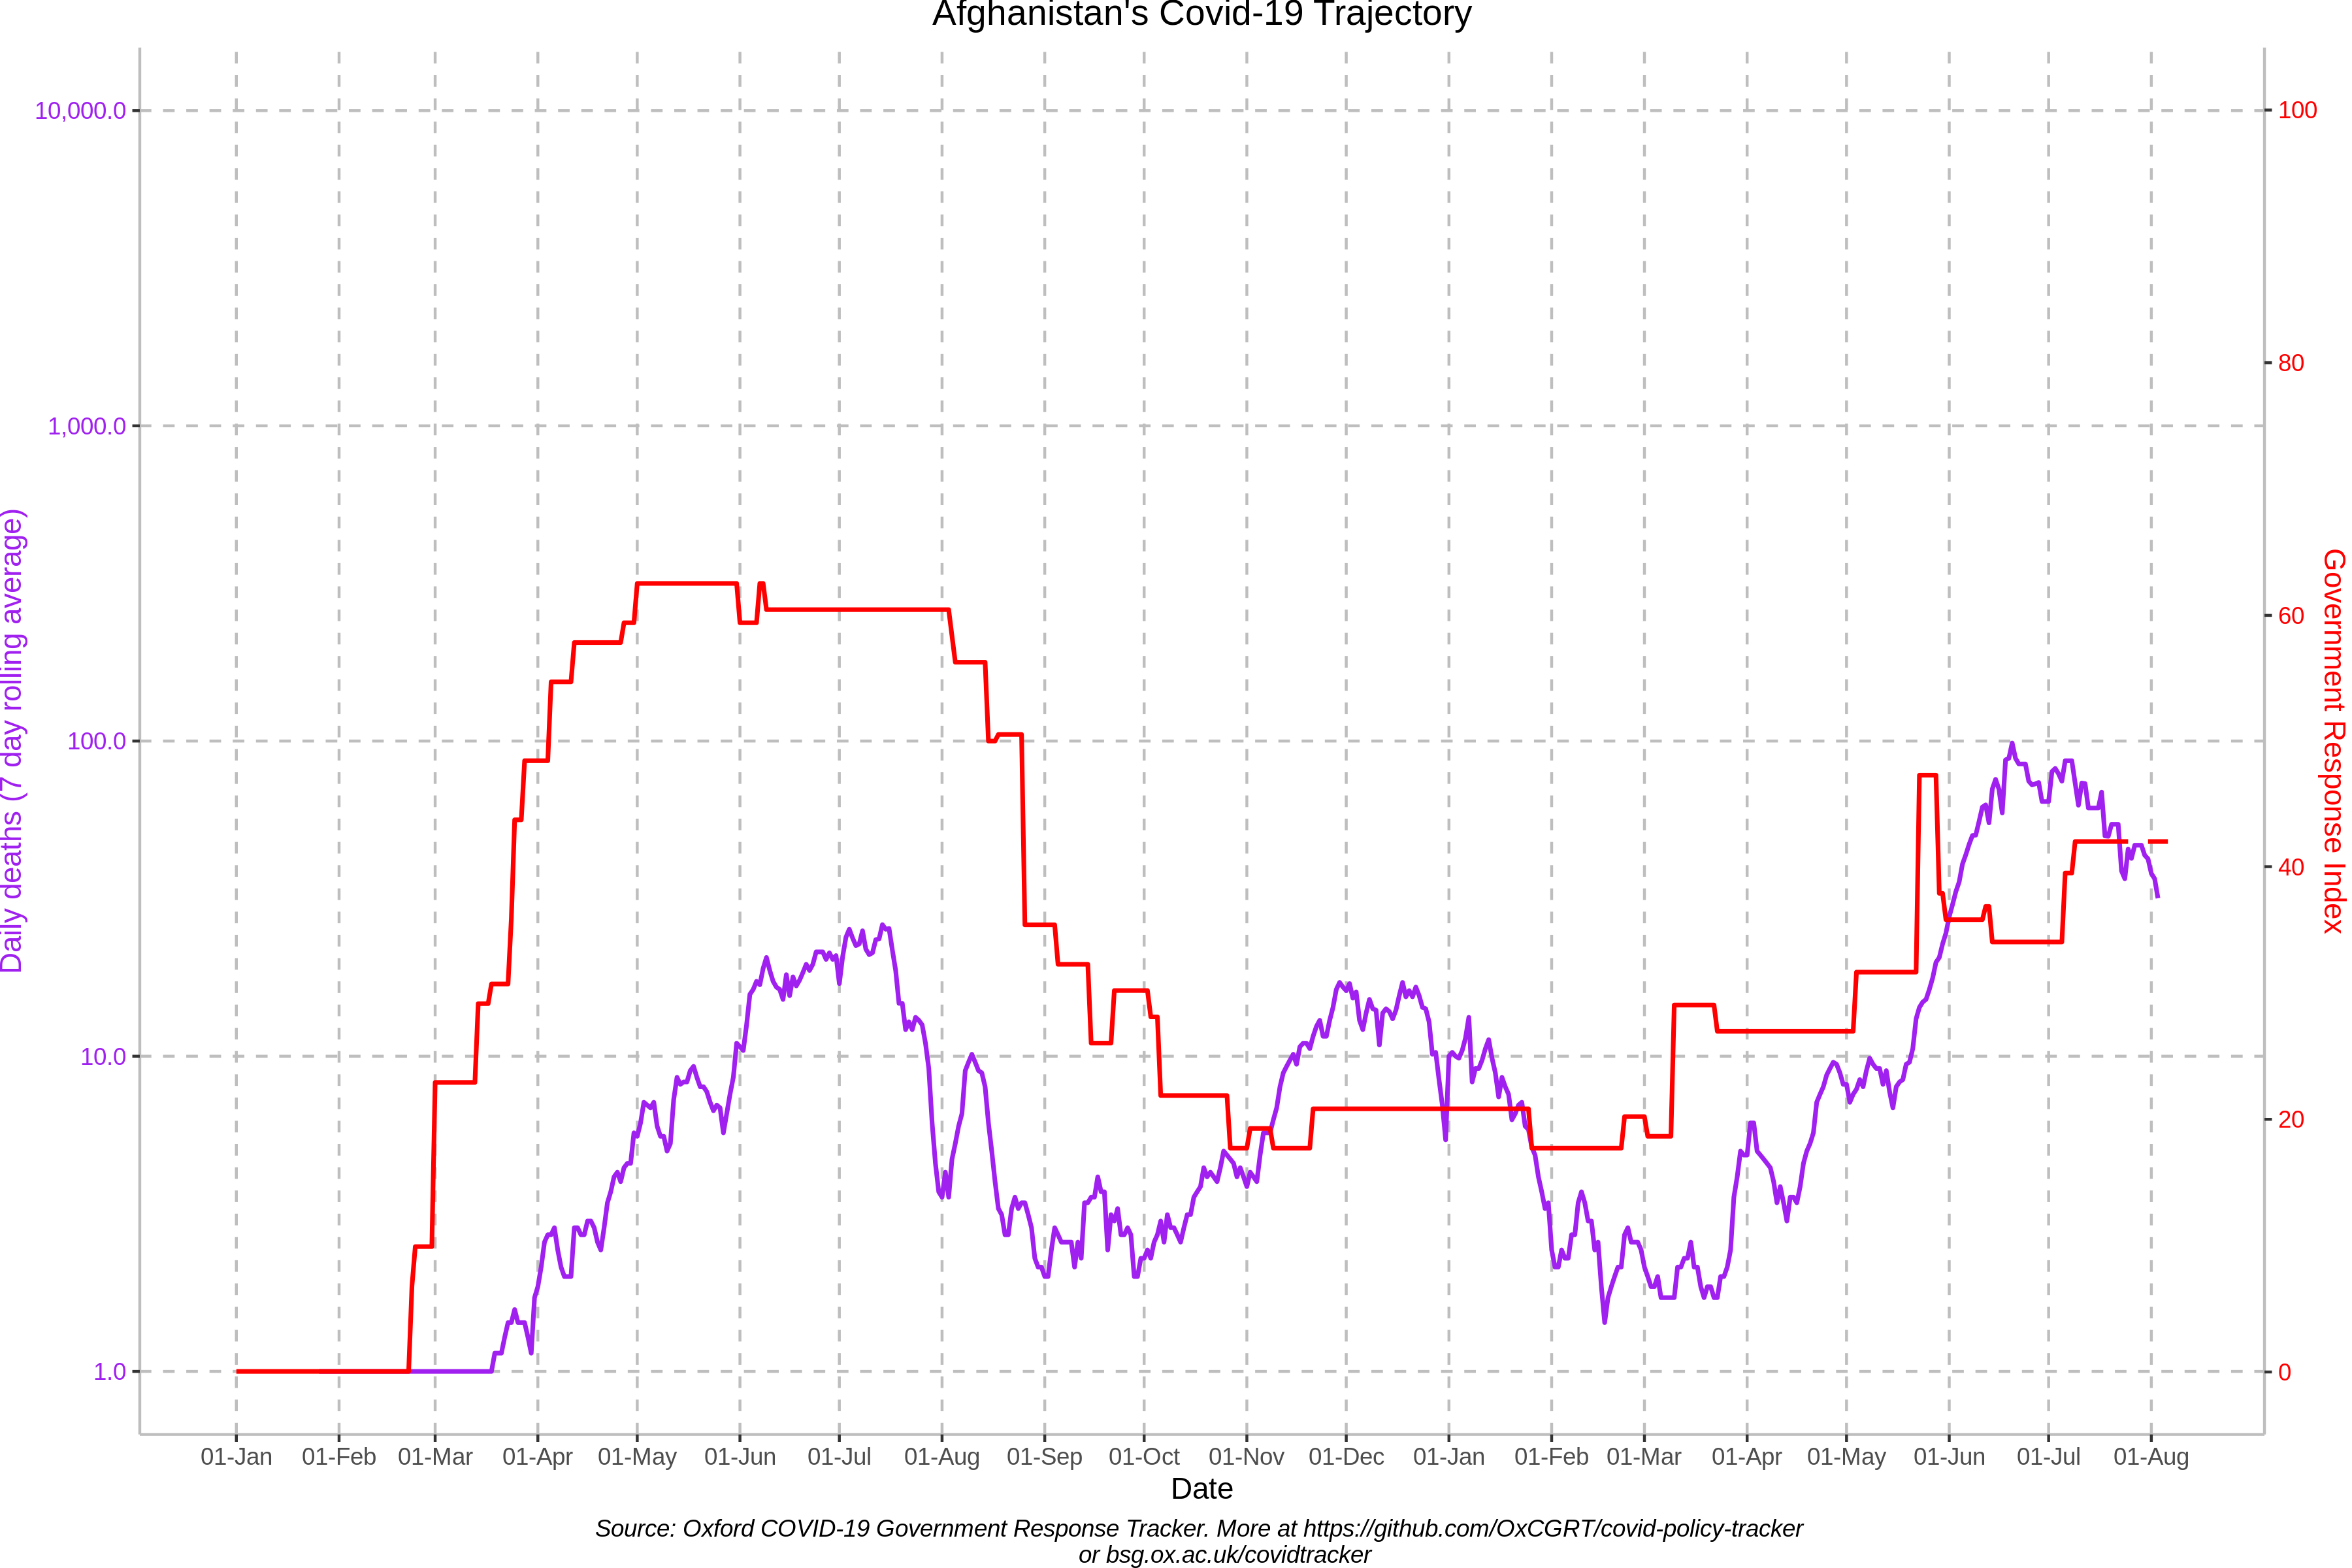 Afghanistan's Covid-19 Trajectory
10,000.0
1,000.0
100.0
10.0
1.0
Daily deaths (7 day rolling average)
100
80
60
40
20
0
Government Response Index
01-Jan 01-Feb 01-Mar 01-Apr 01-May 01-Jun 01-Jul 01-Aug 01-Sep 01-Oct 01-Nov 01-Dec 01-Jan 01-Feb 01-Mar 01-Apr 01-May 01-Jun 01-Jul 01-Aug
Date
Source: Oxford COVID-19 Government Response Tracker. More at https://github.com/OxCGRT/covid-policy-tracker
or bsg.ox.ac.uk/covidtracker